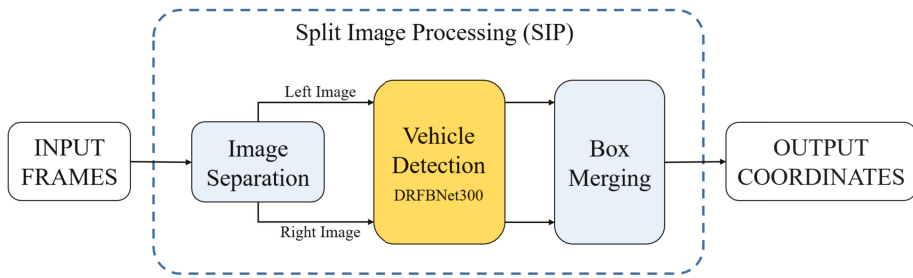 Split Image Processing (SIP)
INPUT
FRAMES
Image
Separation
Left Image
Right Image
Vehicle
Detection
DRFBNet300
Box
Merging
OUTPUT
COORDINATES